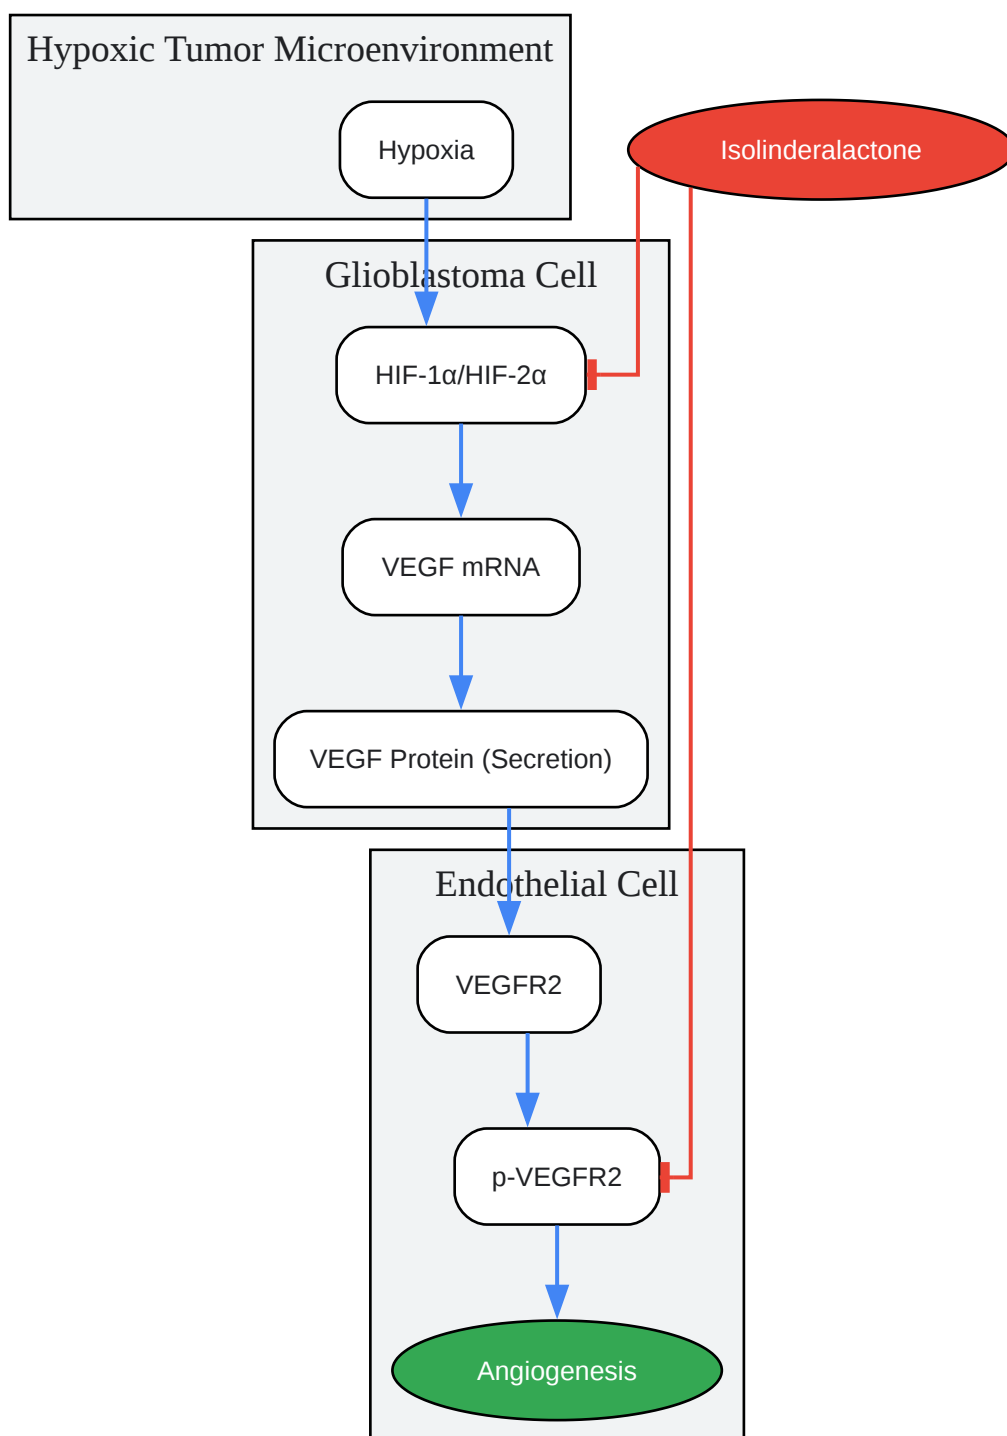 Hypoxic Tumor Microenvironment
Hypoxia
Isolinderalactone
Glioblastoma Cell
HIF-1α/HIF-2α
VEGF mRNA
VEGF Protein (Secretion)
Endothelial Cell
VEGFR2
p-VEGFR2
Angiogenesis